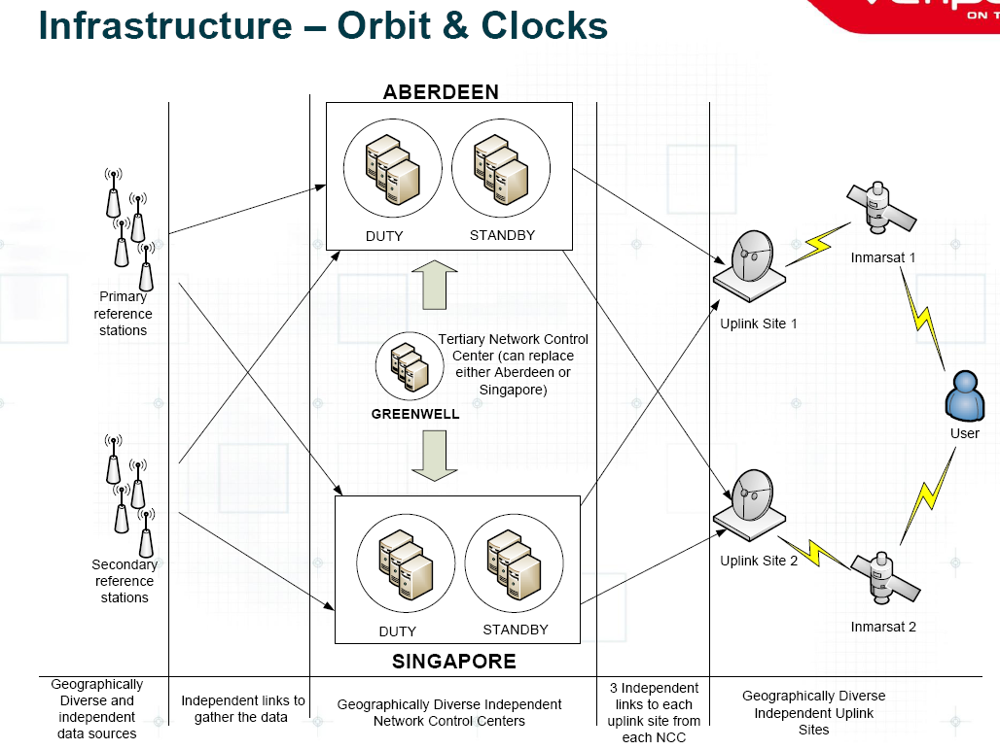 Infrastructure – Orbit & Clocks
ON T
ABERDEEN
DUTY
STANDBY
Primary
reference
stations
Tertiary Network Control
Center (can replace
either Aberdeen or
Singapore)
GREENWELL
Uplink Site 1
Inmarsat 1
User
Secondary
reference
stations
DUTY
STANDBY
SINGAPORE
Uplink Site 2
Inmarsat 2
Geographically
Diverse and
independent
data sources
Independent links to
gather the data
Geographically Diverse Independent
Network Control Centers
3 Independent
links to each
uplink site from
each NCC
Geographically Diverse
Independent Uplink
Sites